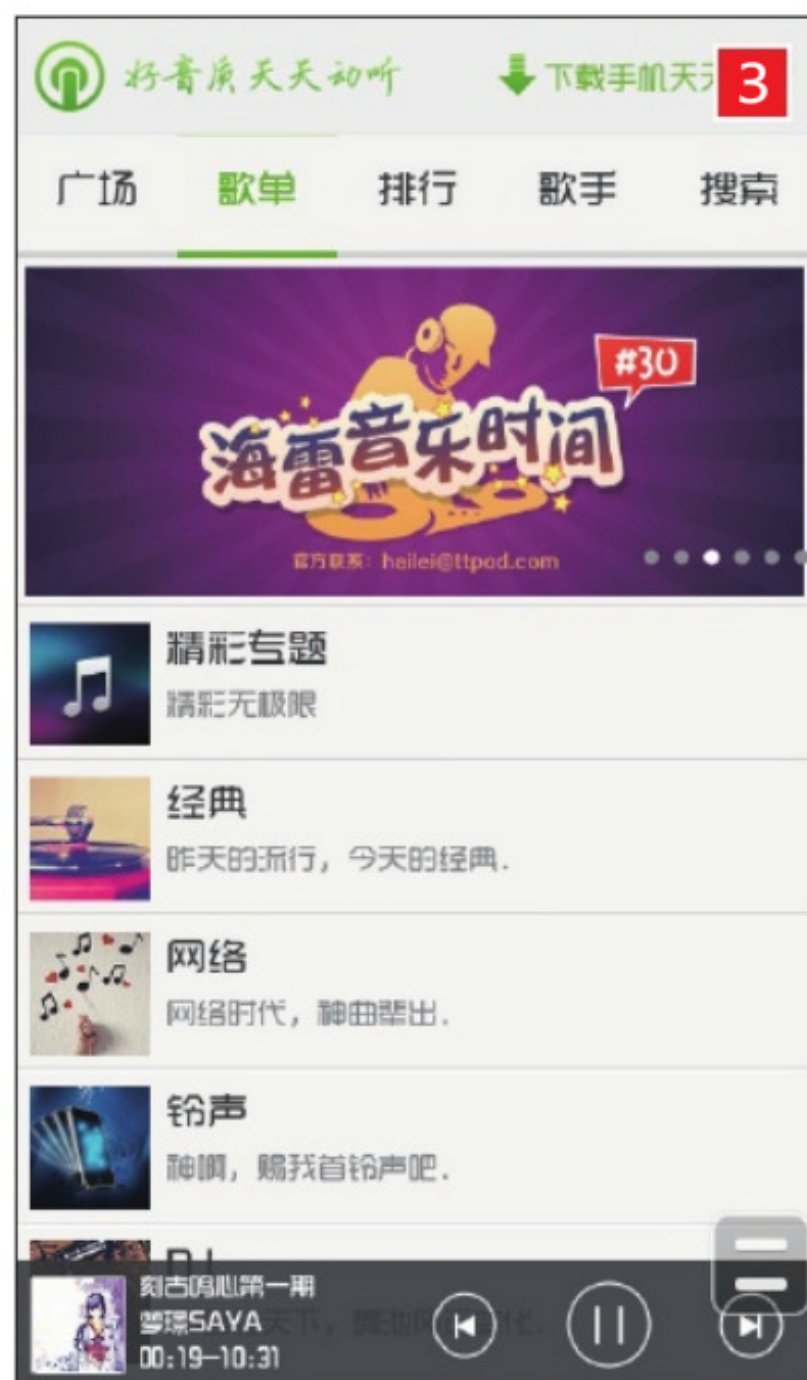 好音质天天动听
下载手机天天
3
广场 歌单 排行 歌手 搜索
#30
海雷音乐时间
官方联系：hailei@ttpod.com
精彩专题
精彩无极限
经典
昨天的流行，今天的经典.
网络
网络时代，神曲辈出.
铃声
神啊，赐我首铃声吧.
DJ
刻古鸣心第一期
梦璟SAYA
00:19—10:31